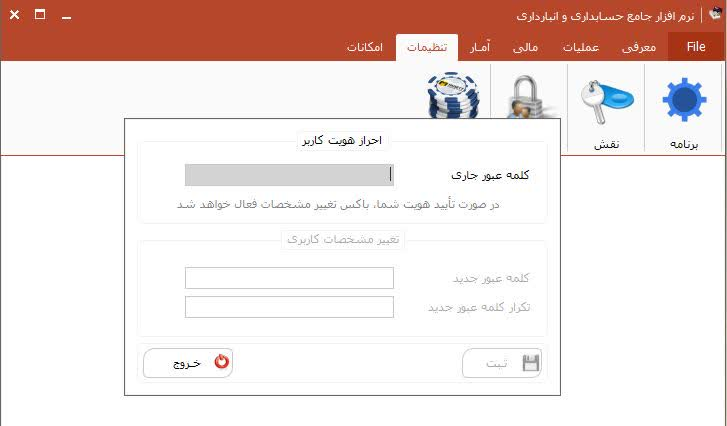 نرم افزار جامع حسابداری و انبارداری
File معرفی عملیات مالی آمار تنظیمات امکانات
برنامه
نقش
احراز هویت کاربر
کلمه عبور جاری
در صورت تأیید هویت شما، باکس تغییر مشخصات فعال خواهد شد
تغییر مشخصات کاربری
کلمه عبور جدید
تکرار کلمه عبور جدید
ثبت
خروج